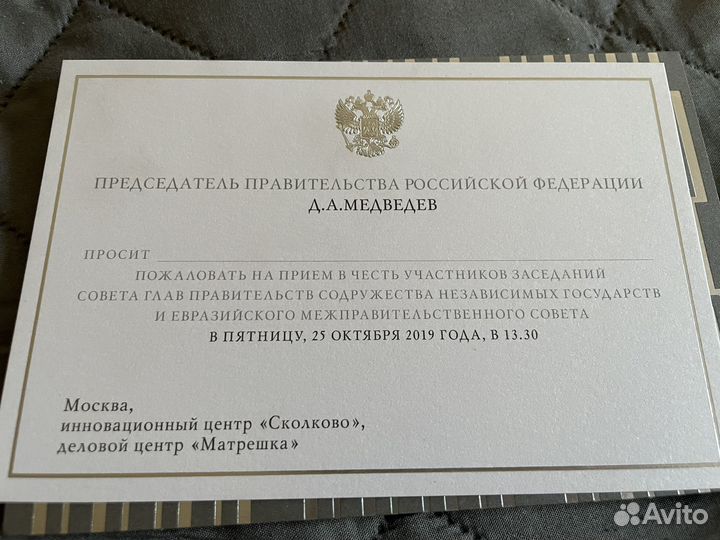 ПРЕДСЕДАТЕЛЬ ПРАВИТЕЛЬСТВА РОССИЙСКОЙ ФЕДЕРАЦИИ
Д.А.МЕДВЕДЕВ
ПРОСИТ
ПОЖАЛОВАТЬ НА ПРИЕМ В ЧЕСТЬ УЧАСТНИКОВ ЗАСЕДАНИЙ
СОВЕТА ГЛАВ ПРАВИТЕЛЬСТВ СОДРУЖЕСТВА НЕЗАВИСИМЫХ ГОСУДАРСТВ
И ЕВРАЗИЙСКОГО МЕЖПРАВИТЕЛЬСТВЕННОГО СОВЕТА
В ПЯТНИЦУ, 25 ОКТЯБРЯ 2019 ГОДА, В 13.30
Москва,
инновационный центр «Сколково»,
деловой центр «Матрешка»
Avito